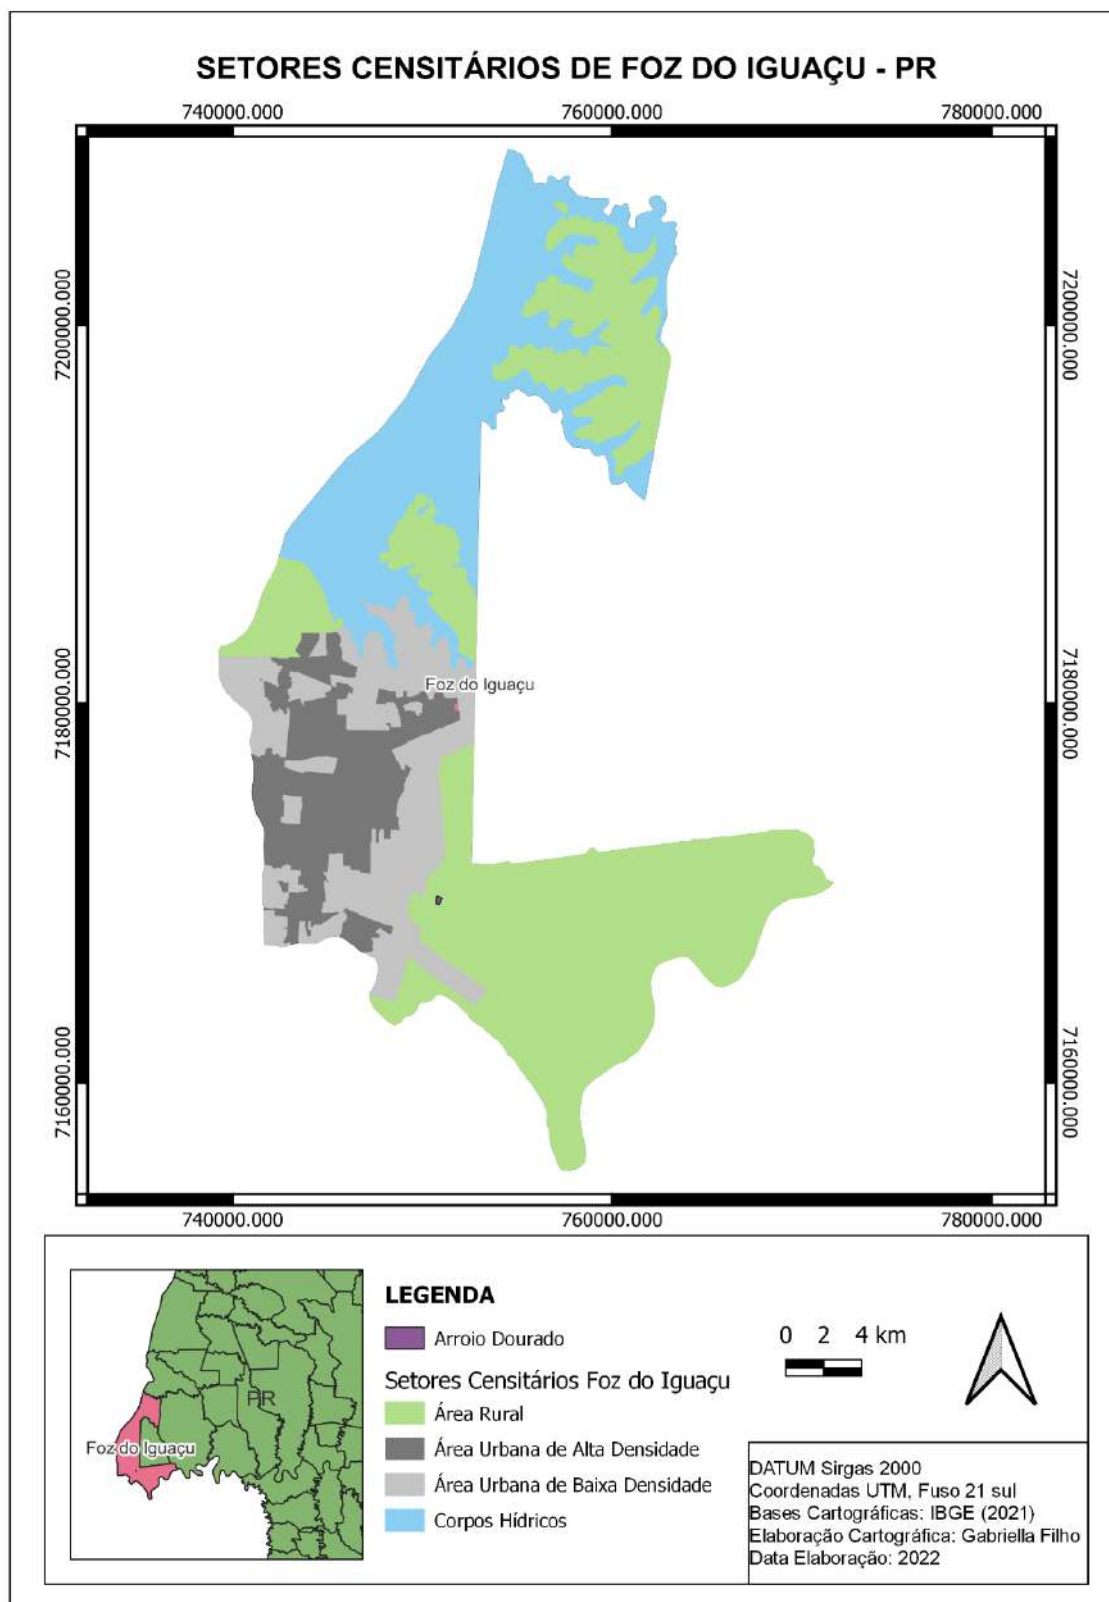 SETORES CENSITÁRIOS DE FOZ DO IGUAÇU - PR
740000.000 760000.000 780000.000
7200000.000 7200000.000
Foz do Iguaçu
7180000.000 7180000.000
7160000.000 7160000.000
740000.000 760000.000 780000.000
PR
Foz do Iguaçu
LEGENDA
Arroio Dourado
Setores Censitários Foz do Iguaçu
Área Rural
Área Urbana de Alta Densidade
Área Urbana de Baixa Densidade
Corpos Hídricos
0 2 4 km
DATUM Sirgas 2000
Coordenadas UTM, Fuso 21 sul
Bases Cartográficas: IBGE (2021)
Elaboração Cartográfica: Gabriella Filho
Data Elaboração: 2022